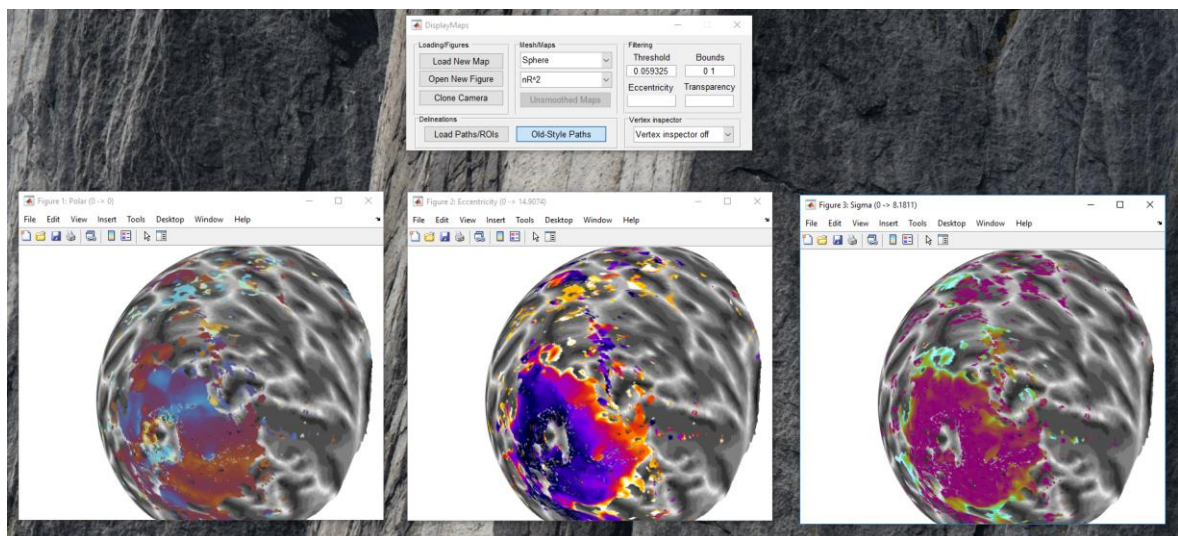 DisplayMaps
Loading/Figures
Load New Map
Open New Figure
Clone Camera
Mesh/Maps
Sphere
nR^2
Unsmoothed Maps
Filtering
Threshold Bounds
0.059325 0 1
Eccentricity Transparency
Delineations
Load Paths/ROIs Old-Style Paths
Vertex inspector
Vertex inspector off
Figure 1: Polar (0 -> 0)
File Edit View Insert Tools Desktop Window Help
Figure 2: Eccentricity (0 -> 14.9074)
File Edit View Insert Tools Desktop Window Help
Figure 3: Sigma (0 -> 8.1811)
File Edit View Insert Tools Desktop Window Help